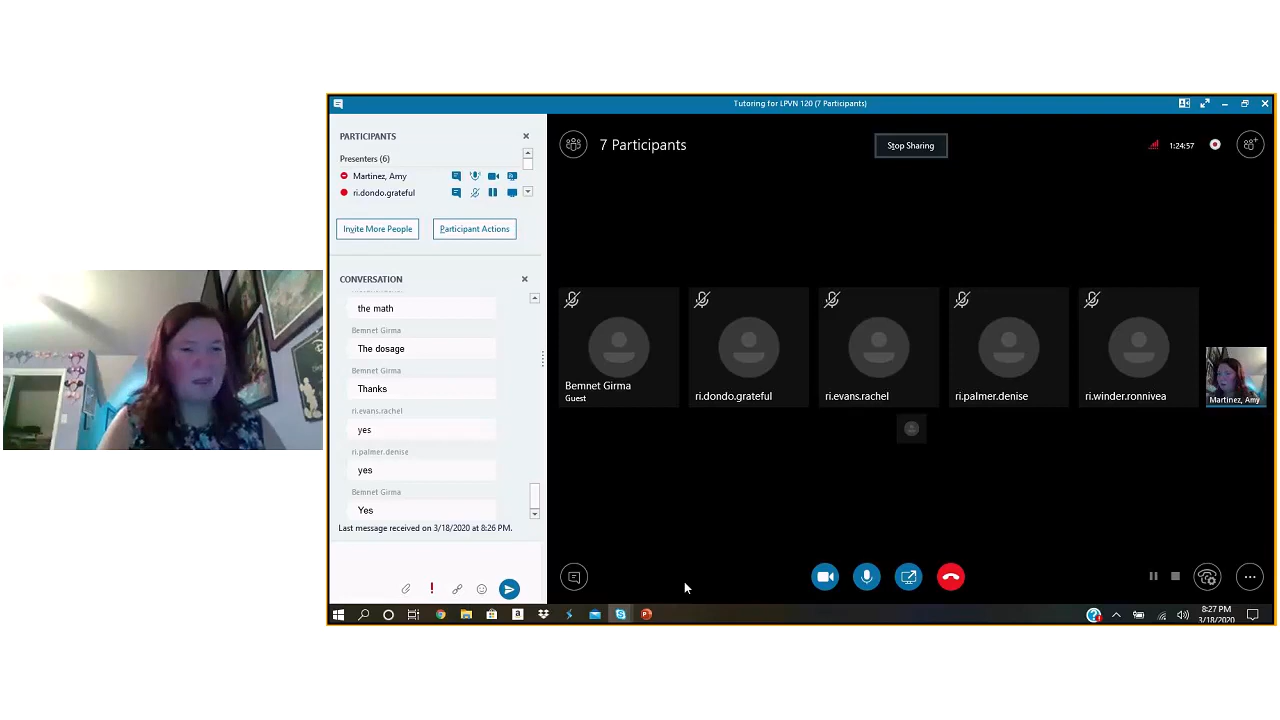 Tutoring for LPVN 120 (7 Participants)
PARTICIPANTS
Presenters (6)
Martinez, Amy
ri.dondo.grateful
Invite More People
Participant Actions
CONVERSATION
the math
Bemnet Girma
The dosage
Bemnet Girma
Thanks
ri.evans.rachel
yes
ri.palmer.denise
yes
Bemnet Girma
Yes
Last message received on 3/18/2020 at 8:26 PM.
7 Participants
Stop Sharing
1:24:57
Bemnet Girma
Guest
ri.dondo.grateful
ri.evans.rachel
ri.palmer.denise
ri.winder.ronnivea
Martinez, Amy
8:27 PM
3/18/2020